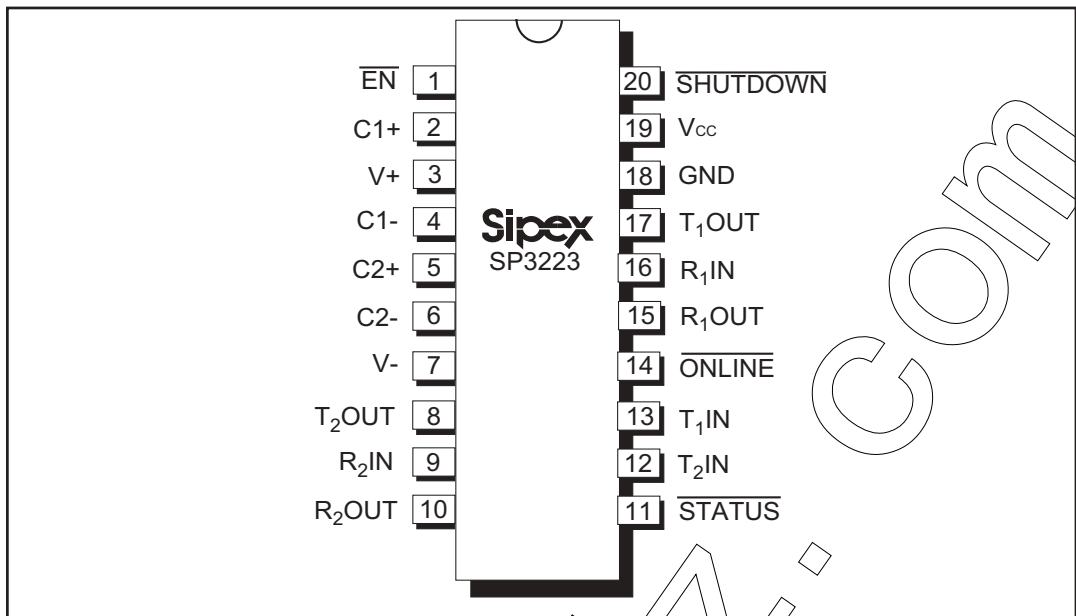 EN 1
C1+ 2
V+ 3
C1- 4
C2+ 5
C2- 6
V- 7
T2OUT 8
R2IN 9
R2OUT 10
Sipex
SP3223
20 SHUTDOWN
19 Vcc
18 GND
17 T1OUT
16 R1IN
15 R1OUT
14 ONLINE
13 T1IN
12 T2IN
11 STATUS
.com